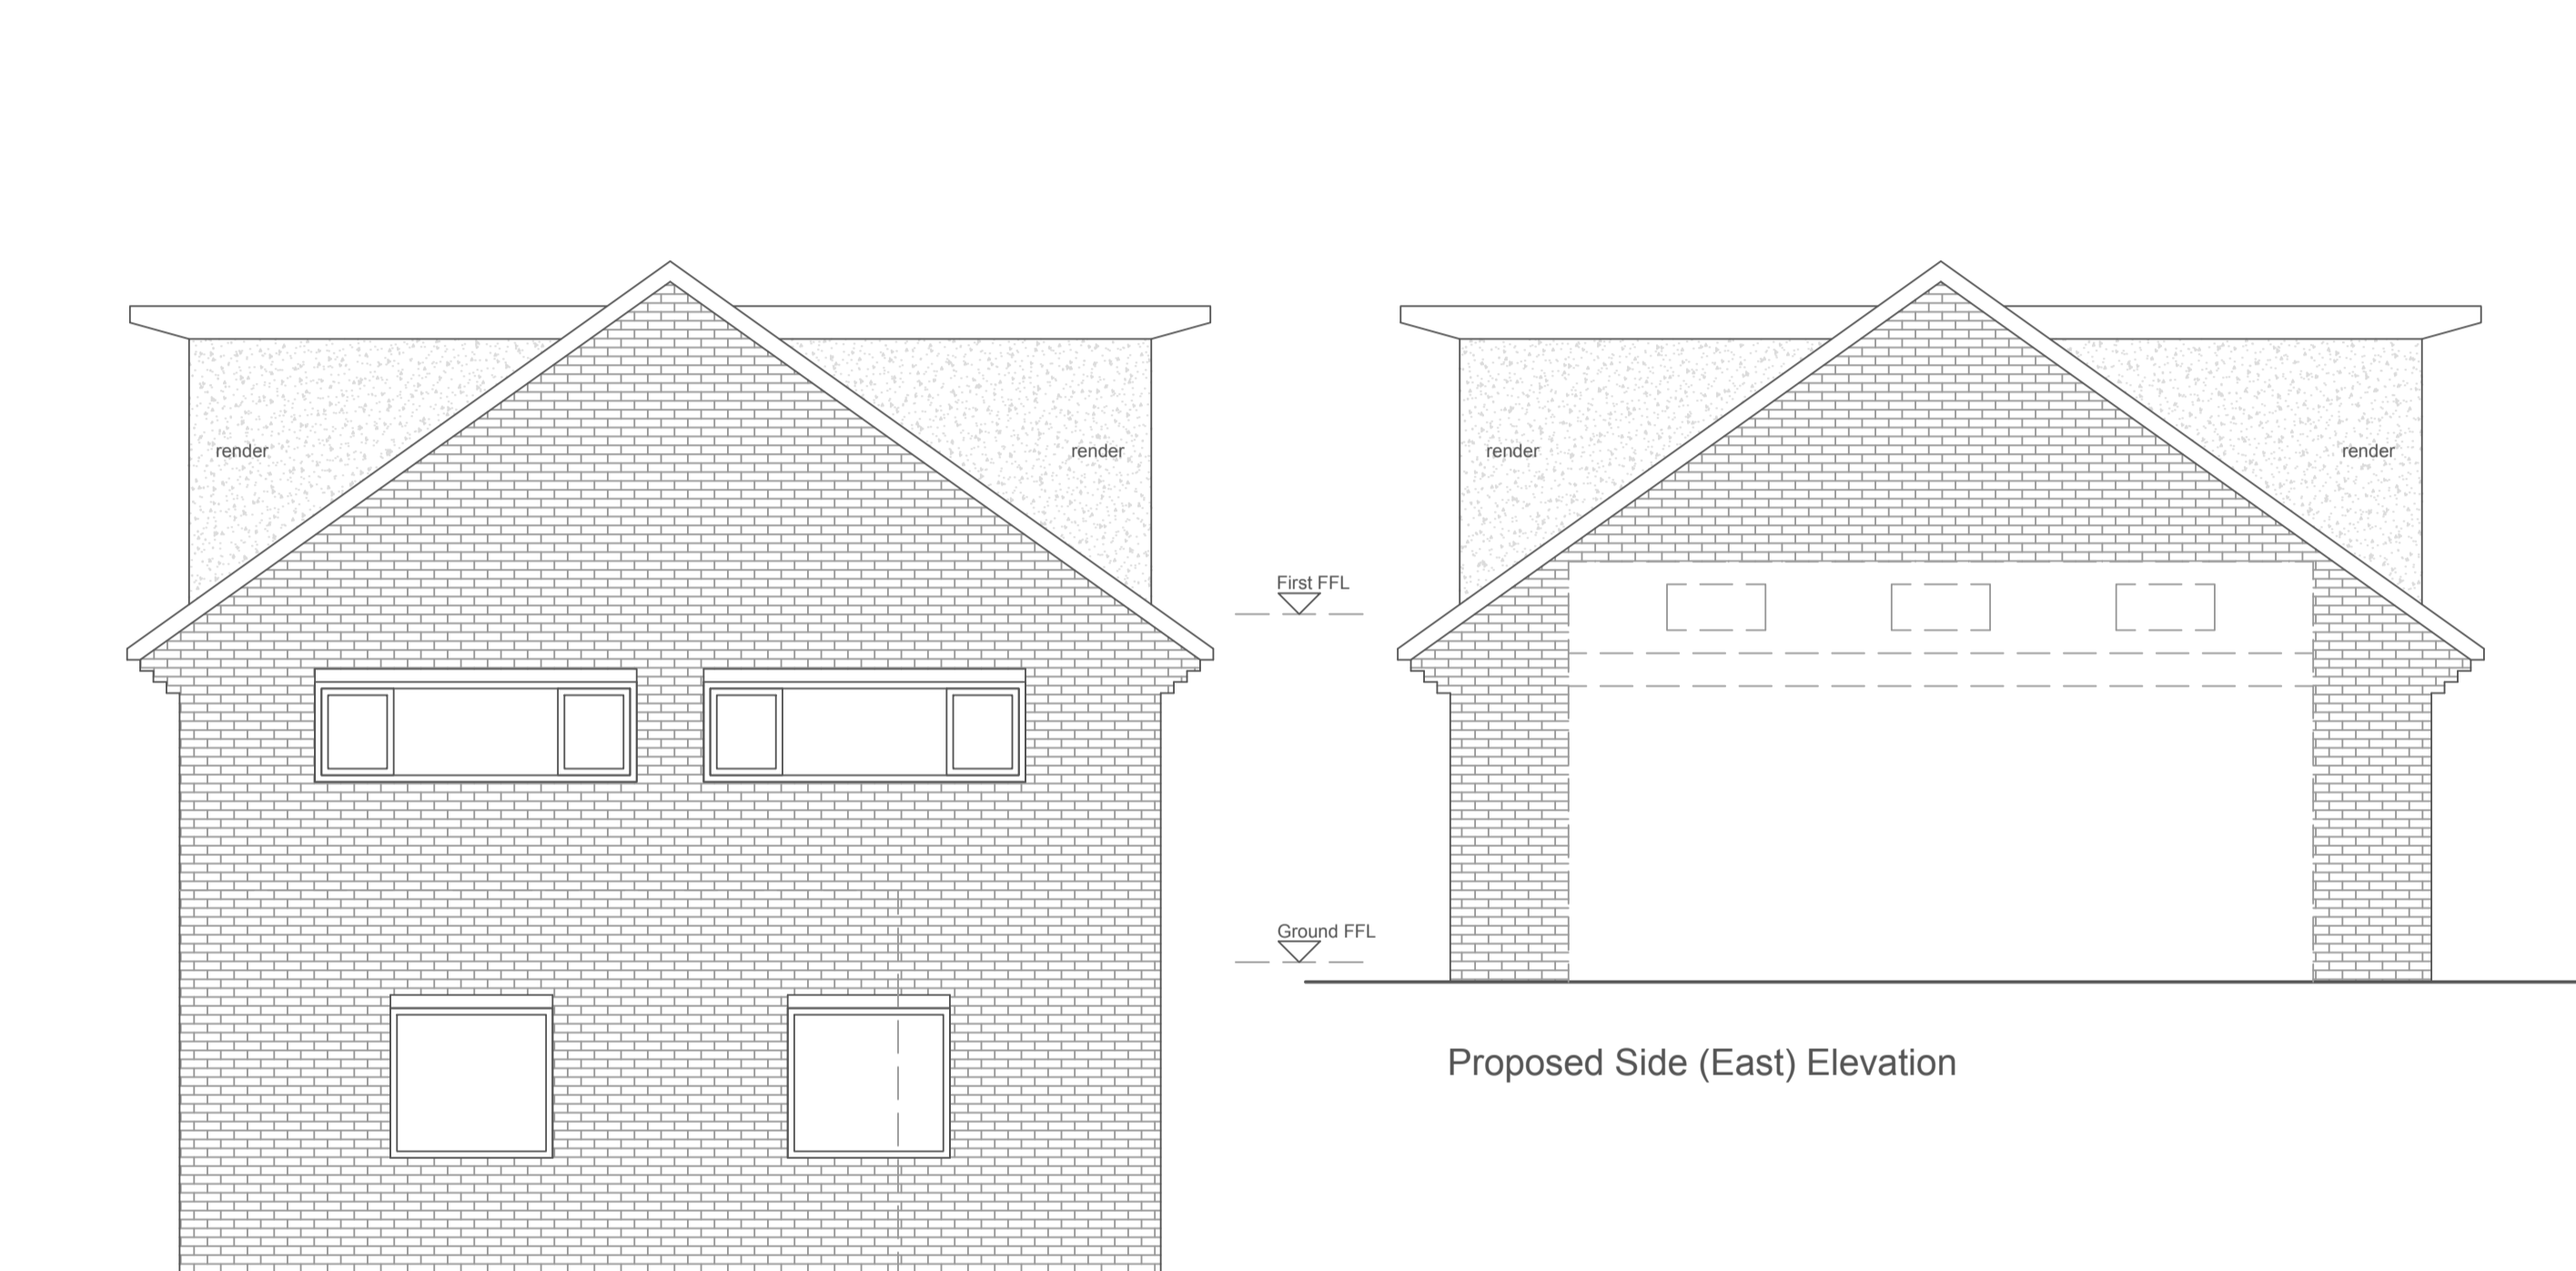 render
render
render
render
First FFL
Ground FFL
Proposed Side (East) Elevation